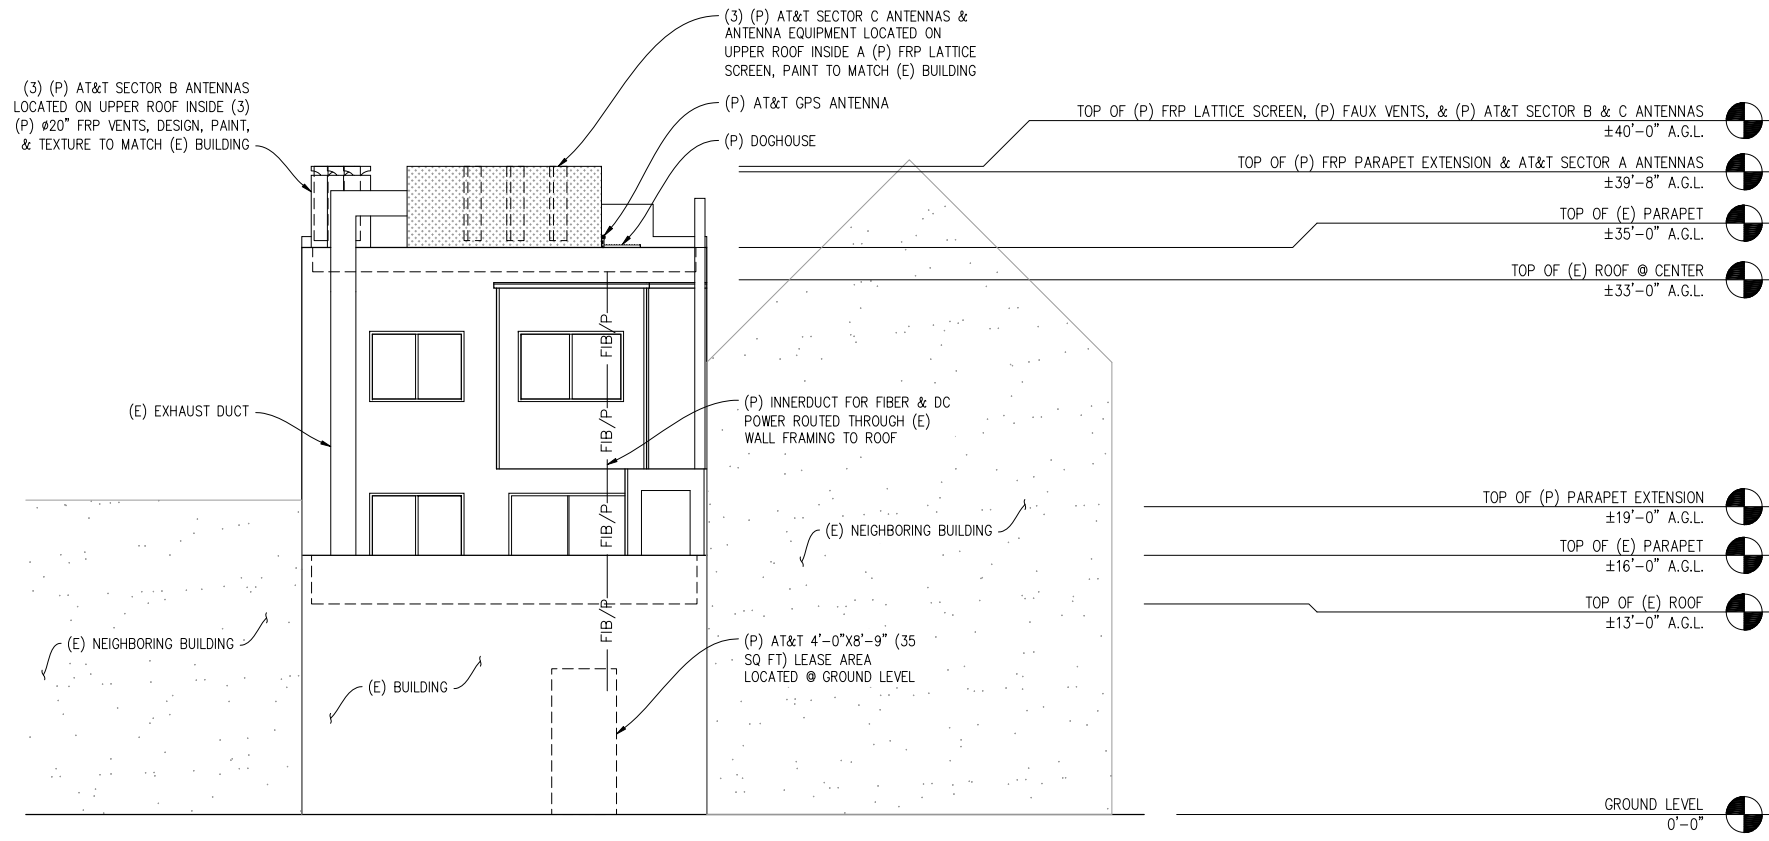 (3) (P) AT&T SECTOR C ANTENNAS &
ANTENNA EQUIPMENT LOCATED ON
UPPER ROOF INSIDE A (P) FRP LATTICE
SCREEN, PAINT TO MATCH (E) BUILDING
(3) (P) AT&T SECTOR B ANTENNAS
LOCATED ON UPPER ROOF INSIDE (3)
(P) ø20" FRP VENTS, DESIGN, PAINT,
& TEXTURE TO MATCH (E) BUILDING
(P) AT&T GPS ANTENNA
(P) DOGHOUSE
TOP OF (P) FRP LATTICE SCREEN, (P) FAUX VENTS, & (P) AT&T SECTOR B & C ANTENNAS
±40'-0" A.G.L.
TOP OF (P) FRP PARAPET EXTENSION & AT&T SECTOR A ANTENNAS
±39'-8" A.G.L.
TOP OF (E) PARAPET
±35'-0" A.G.L.
TOP OF (E) ROOF @ CENTER
±33'-0" A.G.L.
FIB/P
FIB/P
FIB/P
FIB/P
(E) EXHAUST DUCT
(P) INNERDUCT FOR FIBER & DC
POWER ROUTED THROUGH (E)
WALL FRAMING TO ROOF
(E) NEIGHBORING BUILDING
TOP OF (P) PARAPET EXTENSION
±19'-0" A.G.L.
TOP OF (E) PARAPET
±16'-0" A.G.L.
TOP OF (E) ROOF
±13'-0" A.G.L.
(E) NEIGHBORING BUILDING
(E) BUILDING
(P) AT&T 4'-0"X8'-9" (35
SQ FT) LEASE AREA
LOCATED @ GROUND LEVEL
GROUND LEVEL
0'-0"